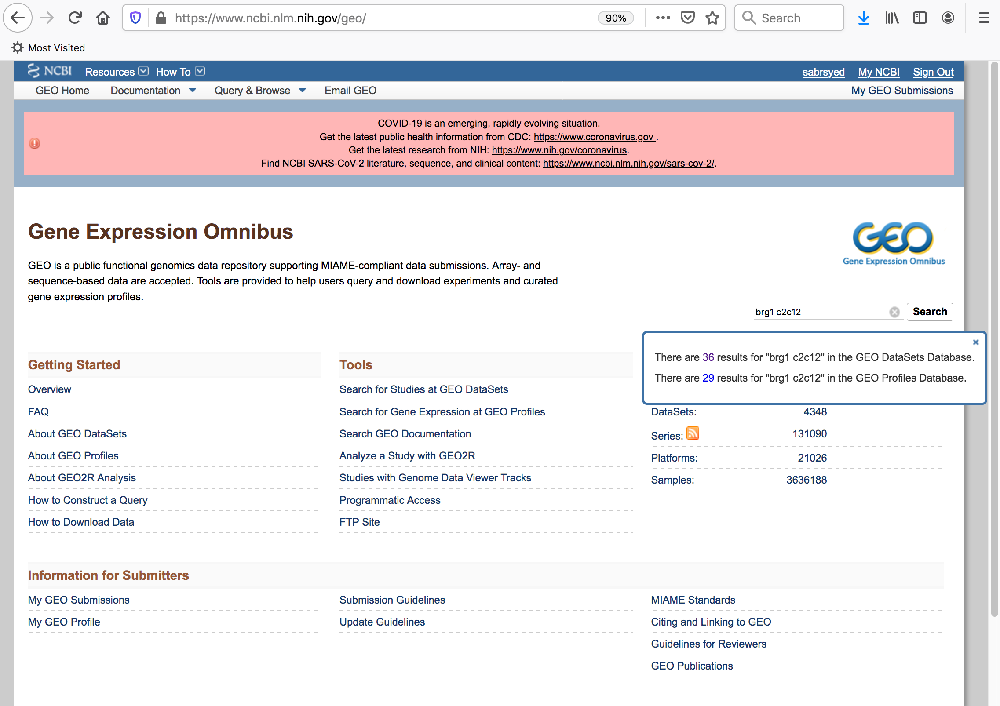 https://www.ncbi.nlm.nih.gov/geo/
90%
Search
Most Visited
NCBI
Resources
How To
sabrsyed
My NCBI
Sign Out
GEO Home
Documentation
Query & Browse
Email GEO
My GEO Submissions
COVID-19 is an emerging, rapidly evolving situation.
Get the latest public health information from CDC: https://www.coronavirus.gov .
Get the latest research from NIH: https://www.nih.gov/coronavirus.
Find NCBI SARS-CoV-2 literature, sequence, and clinical content: https://www.ncbi.nlm.nih.gov/sars-cov-2/.
Gene Expression Omnibus
GEO
Gene Expression Omnibus
GEO is a public functional genomics data repository supporting MIAME-compliant data submissions. Array- and
sequence-based data are accepted. Tools are provided to help users query and download experiments and curated
gene expression profiles.
brg1 c2c12
Search
There are 36 results for "brg1 c2c12" in the GEO DataSets Database.
There are 29 results for "brg1 c2c12" in the GEO Profiles Database.
Getting Started
Overview
FAQ
About GEO DataSets
About GEO Profiles
About GEO2R Analysis
How to Construct a Query
How to Download Data
Tools
Search for Studies at GEO DataSets
Search for Gene Expression at GEO Profiles
Search GEO Documentation
Analyze a Study with GEO2R
Studies with Genome Data Viewer Tracks
Programmatic Access
FTP Site
DataSets: 4348
Series: 131090
Platforms: 21026
Samples: 3636188
Information for Submitters
My GEO Submissions
My GEO Profile
Submission Guidelines
Update Guidelines
MIAME Standards
Citing and Linking to GEO
Guidelines for Reviewers
GEO Publications